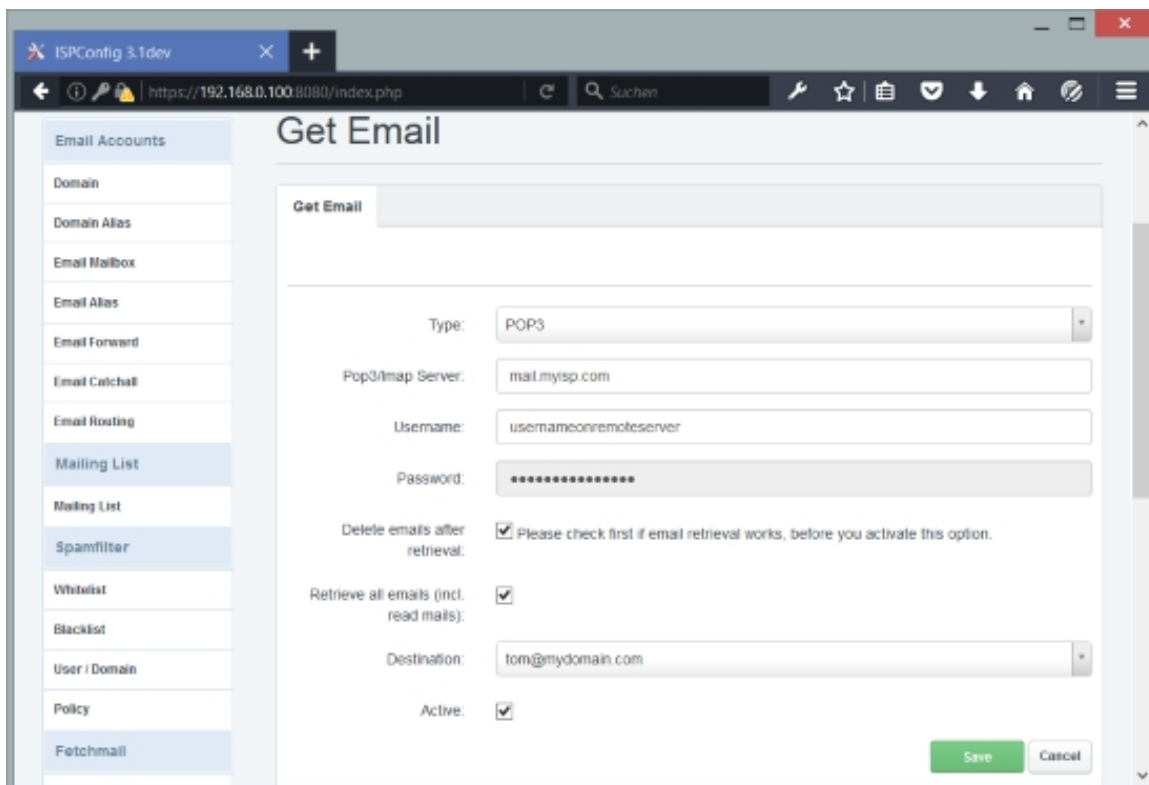 ISPConfig 3.1dev
https://192.168.0.100:8080/index.php
Suchen
Email Accounts
Domain
Domain Alias
Email Mailbox
Email Alias
Email Forward
Email Catchall
Email Routing
Mailing List
Mailing List
Spamfilter
Whitelist
Blacklist
User / Domain
Policy
Fetchmail
Get Email
Get Email
Type:
POP3
Pop3/Imap Server:
mail.myisp.com
Username:
usernameonremoteserver
Password:
•••••••••••••••
Delete emails after
retrieval:
Please check first if email retrieval works, before you activate this option.
Retrieve all emails (incl.
read mails):
Destination:
tom@mydomain.com
Active:
Save
Cancel